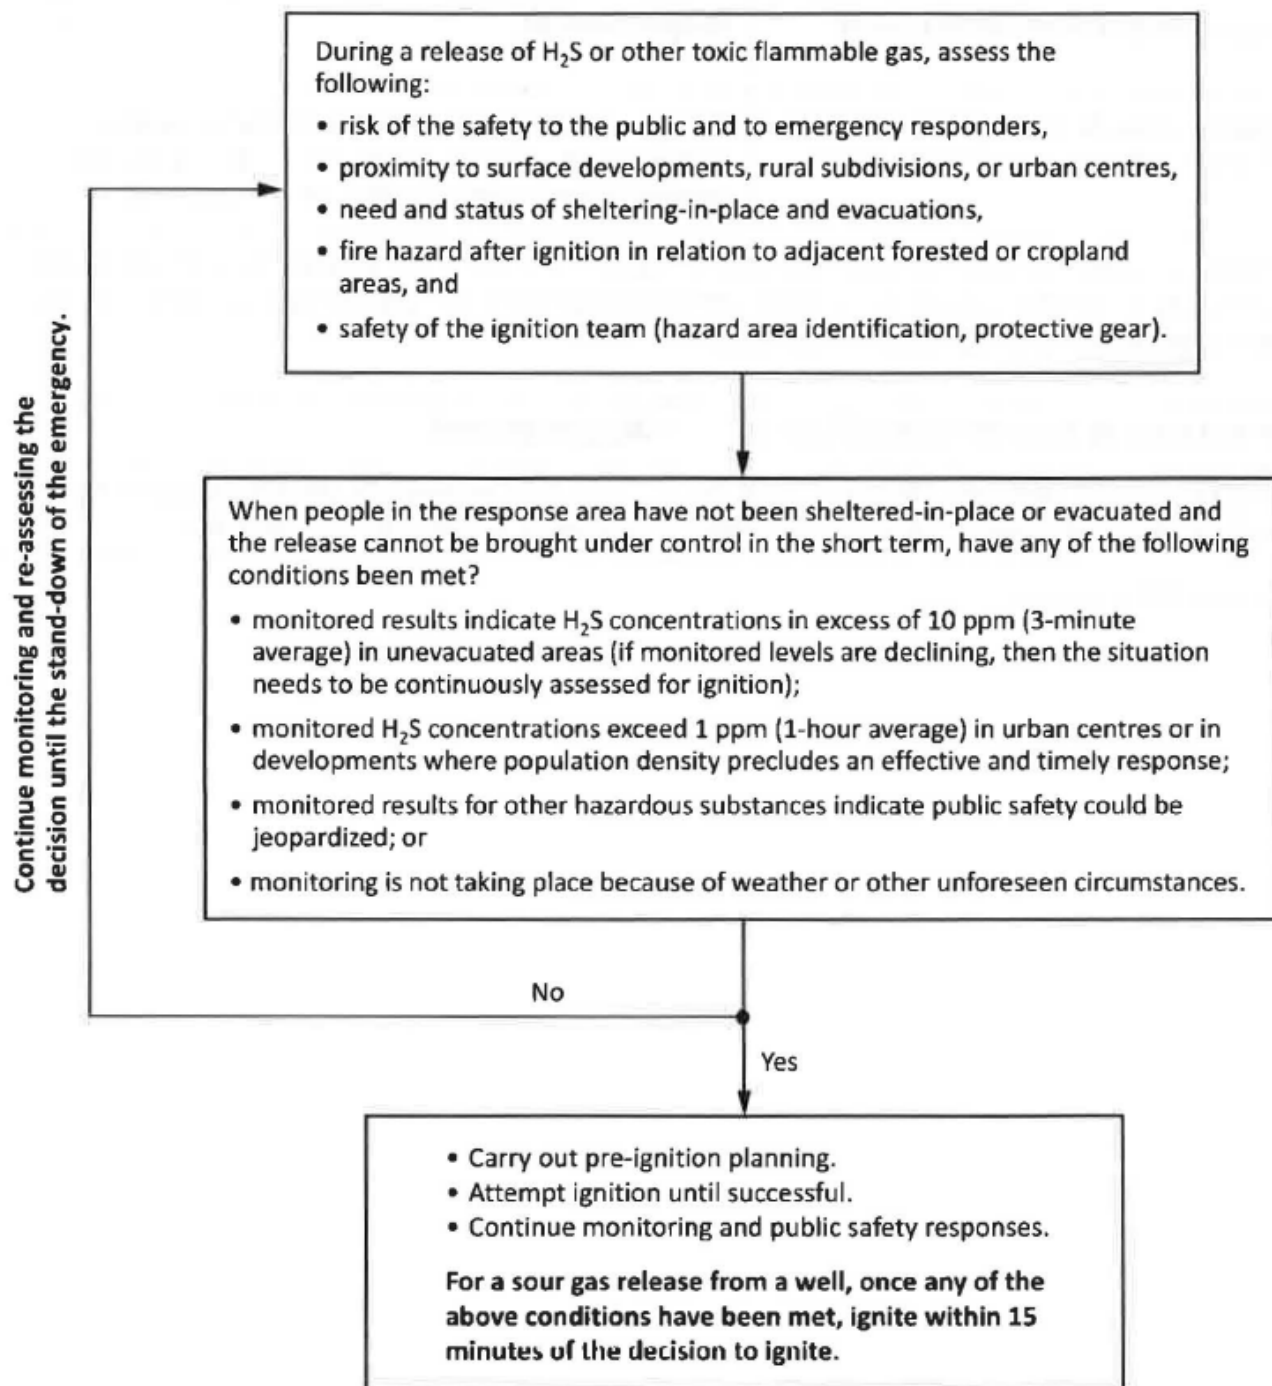 During a release of H₂S or other toxic flammable gas, assess the
following:
• risk of the safety to the public and to emergency responders,
• proximity to surface developments, rural subdivisions, or urban centres,
• need and status of sheltering-in-place and evacuations,
• fire hazard after ignition in relation to adjacent forested or cropland
areas, and
• safety of the ignition team (hazard area identification, protective gear).
Continue monitoring and re-assessing the
decision until the stand-down of the emergency.
When people in the response area have not been sheltered-in-place or evacuated and
the release cannot be brought under control in the short term, have any of the following
conditions been met?
• monitored results indicate H₂S concentrations in excess of 10 ppm (3-minute
average) in unevacuated areas (if monitored levels are declining, then the situation
needs to be continuously assessed for ignition);
• monitored H₂S concentrations exceed 1 ppm (1-hour average) in urban centres or in
developments where population density precludes an effective and timely response;
• monitored results for other hazardous substances indicate public safety could be
jeopardized; or
• monitoring is not taking place because of weather or other unforeseen circumstances.
No
Yes
• Carry out pre-ignition planning.
• Attempt ignition until successful.
• Continue monitoring and public safety responses.
For a sour gas release from a well, once any of the
above conditions have been met, ignite within 15
minutes of the decision to ignite.